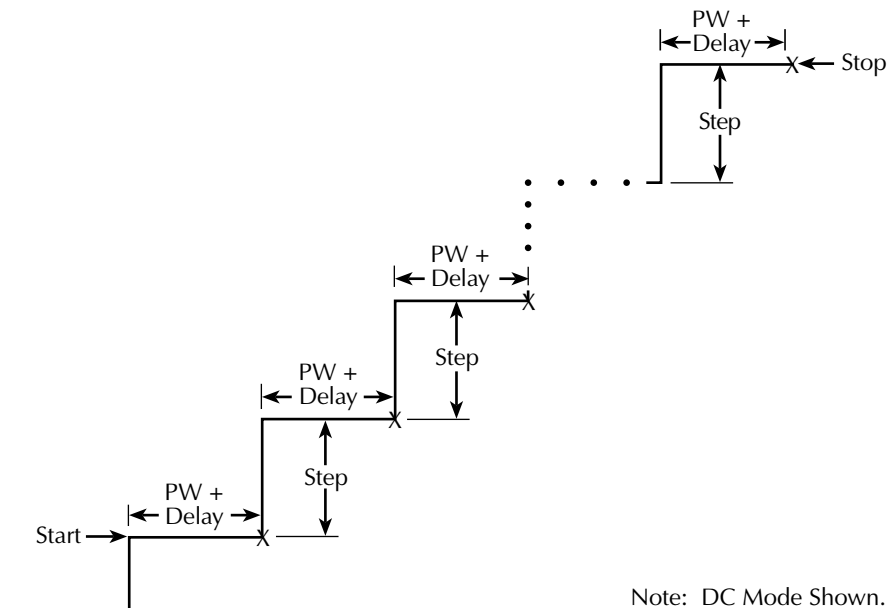 PW +
Delay
X
Stop
Step
PW +
Delay
X
Step
PW +
Delay
X
Step
PW +
Delay
Start
X
Note: DC Mode Shown.